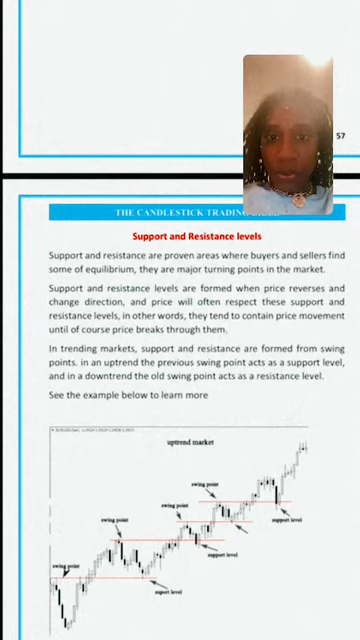 57
THE CANDLESTICK TRADING
Support and Resistance levels
Support and resistance are proven areas where buyers and sellers find
some of equilibrium, they are major turning points in the market.
Support and resistance levels are formed when price reverses and
change direction, and price will often respect these support and
resistance levels, in other words, they tend to contain price movement
until of course price breaks through them.
In trending markets, support and resistance are formed from swing
points. in an uptrend the previous swing point acts as a support level,
and in a downtrend the old swing point acts as a resistance level.
See the example below to learn more
uptrend market
swing point
swing point
swing point
support level
support level
swing point
suport level